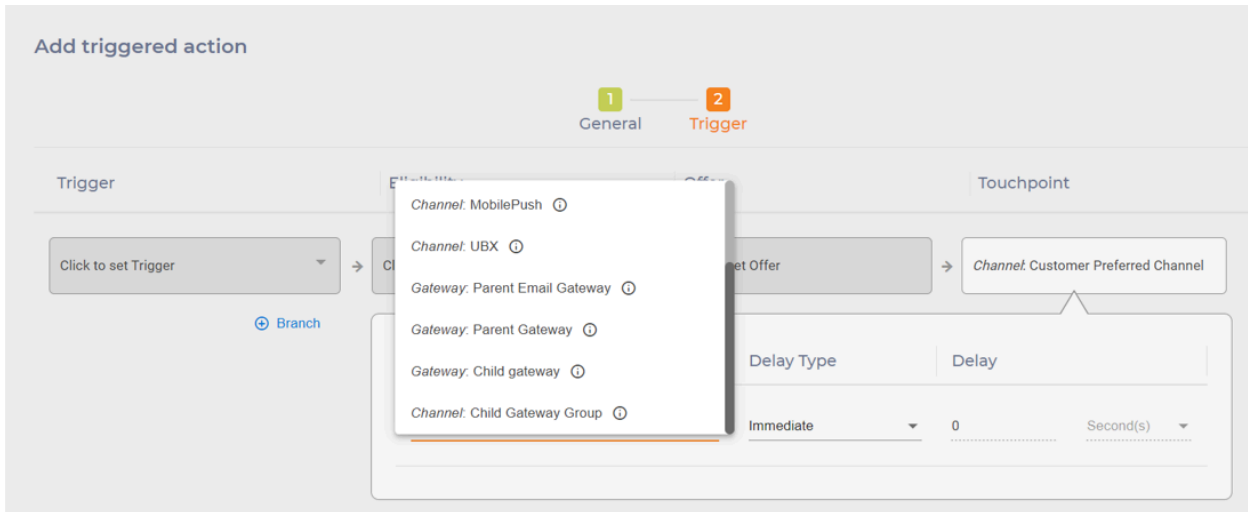 Add triggered action
1
2
General
Trigger
Trigger
Touchpoint
Channel: MobilePush
Channel: UBX
Click to set Trigger
et Offer
Channel: Customer Preferred Channel
Gateway: Parent Email Gateway
Branch
Gateway: Parent Gateway
Delay Type
Delay
Gateway: Child gateway
Channel: Child Gateway Group
Immediate
0
Second(s)